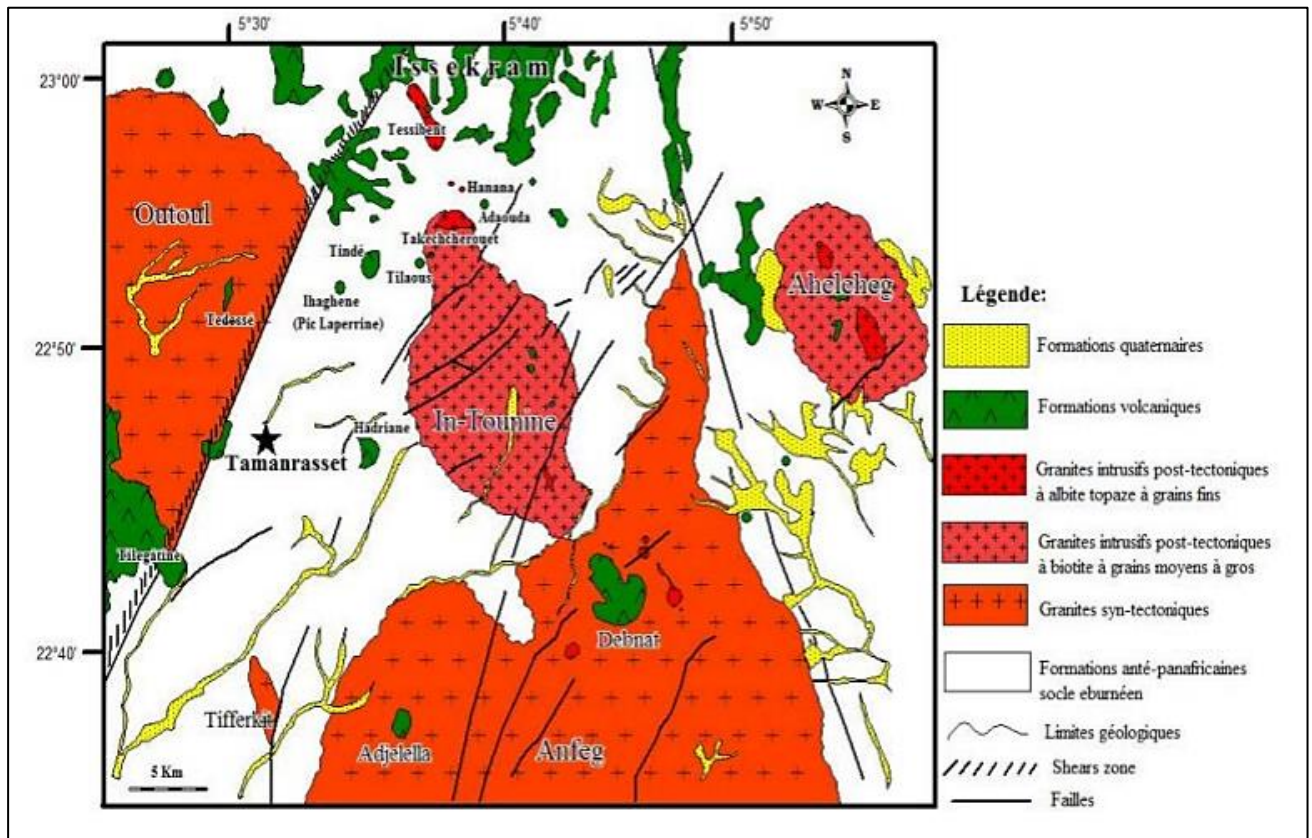 5°30'
5°40'
5°50'
23°00'
22°50'
22°40'
Issekram
N
W
E
S
Tessibent
Hanana
Outoul
Adaouda
Takechcherouet
Tindé
Tilaous
Ahelcheg
Ihaghene
(Pic Laperrine)
Tedessé
In-Tounine
Hadriane
Tamanrasset
Tilegatine
Debnat
Tifferkit
Adjelella
Anfeg
5 Km
Légende:
Formations quaternaires
Formations volcaniques
Granites intrusifs post-tectoniques
à albite topaze à grains fins
Granites intrusifs post-tectoniques
à biotite à grains moyens à gros
Granites syn-tectoniques
Formations anté-panafricaines
socle eburnéen
Limites géologiques
Shears zone
Failles